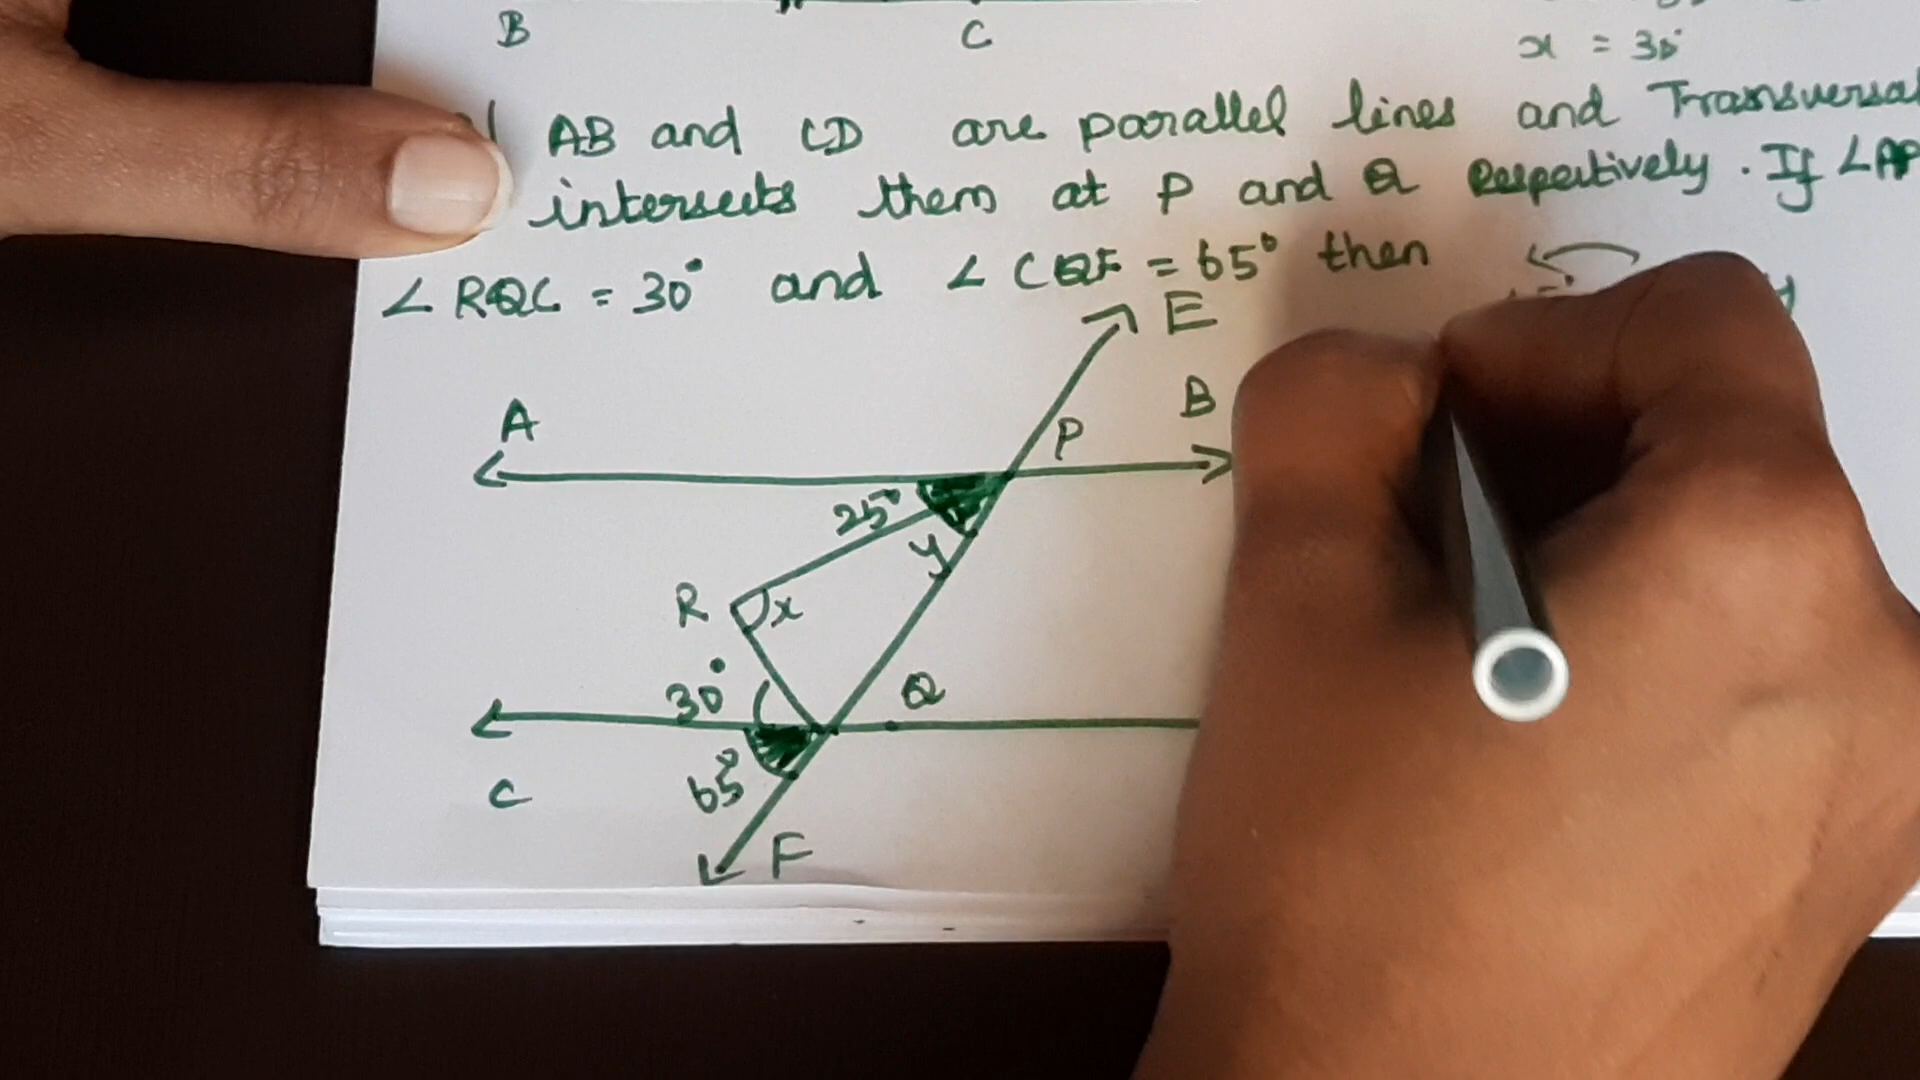 B C
x = 30°
AB and CD are parallel lines and Transversal
intersects them at P and Q Respectively. If ∠AP
∠RQC = 30° and ∠CQF = 65° then
E
A B
P
25°
y
R x
30° Q
C 65°
F